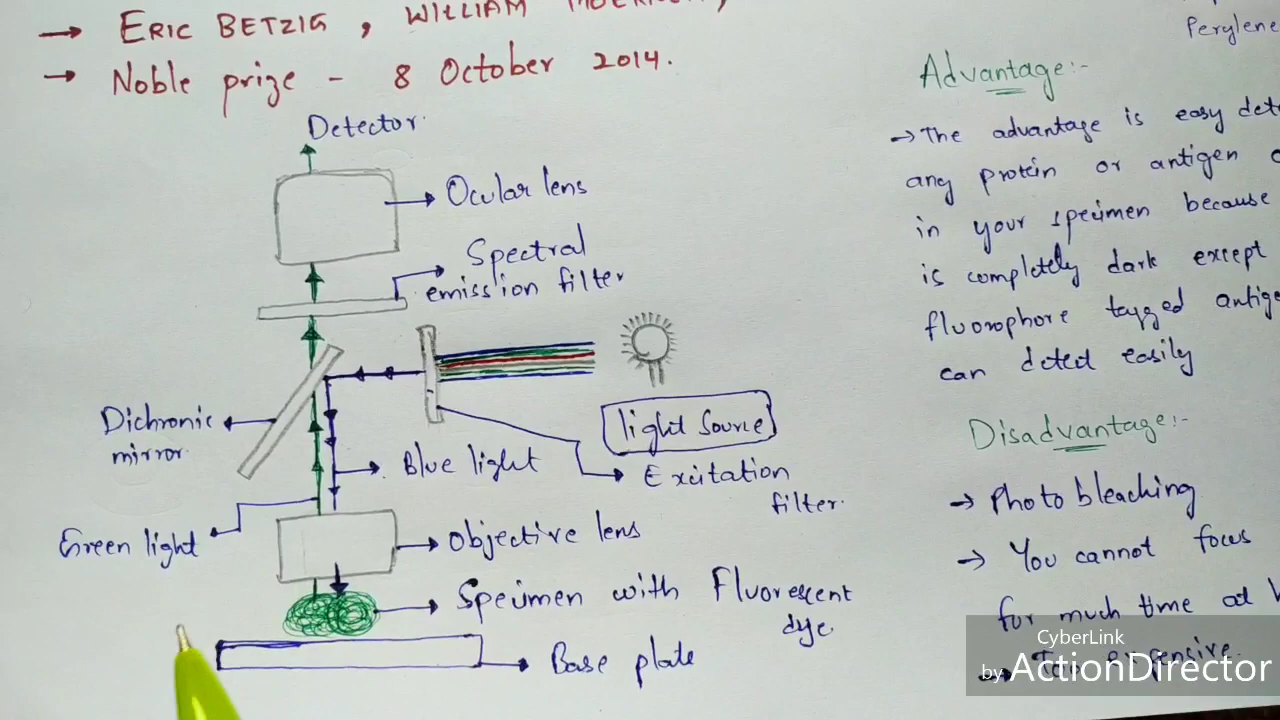 → ERIC BETZIG, WILLIAM
→ Noble prize - 8 October 2014.
Detector
Ocular lens
Spectral
emission filter
light Source
Dichronic
mirror
Blue light
Excitation
filter
Green light
Objective lens
Specimen with Fluorescent
dye
Base plate
Perylene
Advantage:-
→ The advantage is easy
any protein or antigen
in your specimen because
is completely dark except
fluorophore tagged
can detect easily
Disadvantage:-
→ Photo bleaching
→ You cannot focus
for much time at
→ Too expensive.
CyberLink
by ActionDirector